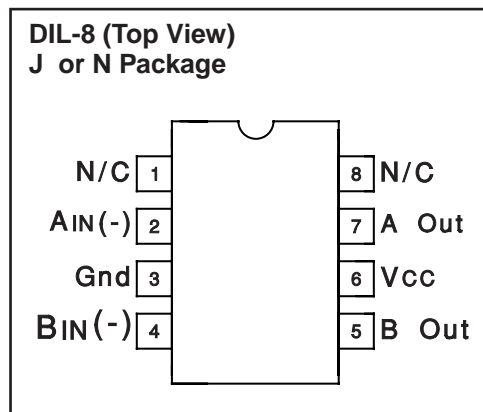 DIL-8 (Top View)
J or N Package
N/C 1 8 N/C
AIN(-) 2 7 A Out
Gnd 3 6 Vcc
BIN(-) 4 5 B Out